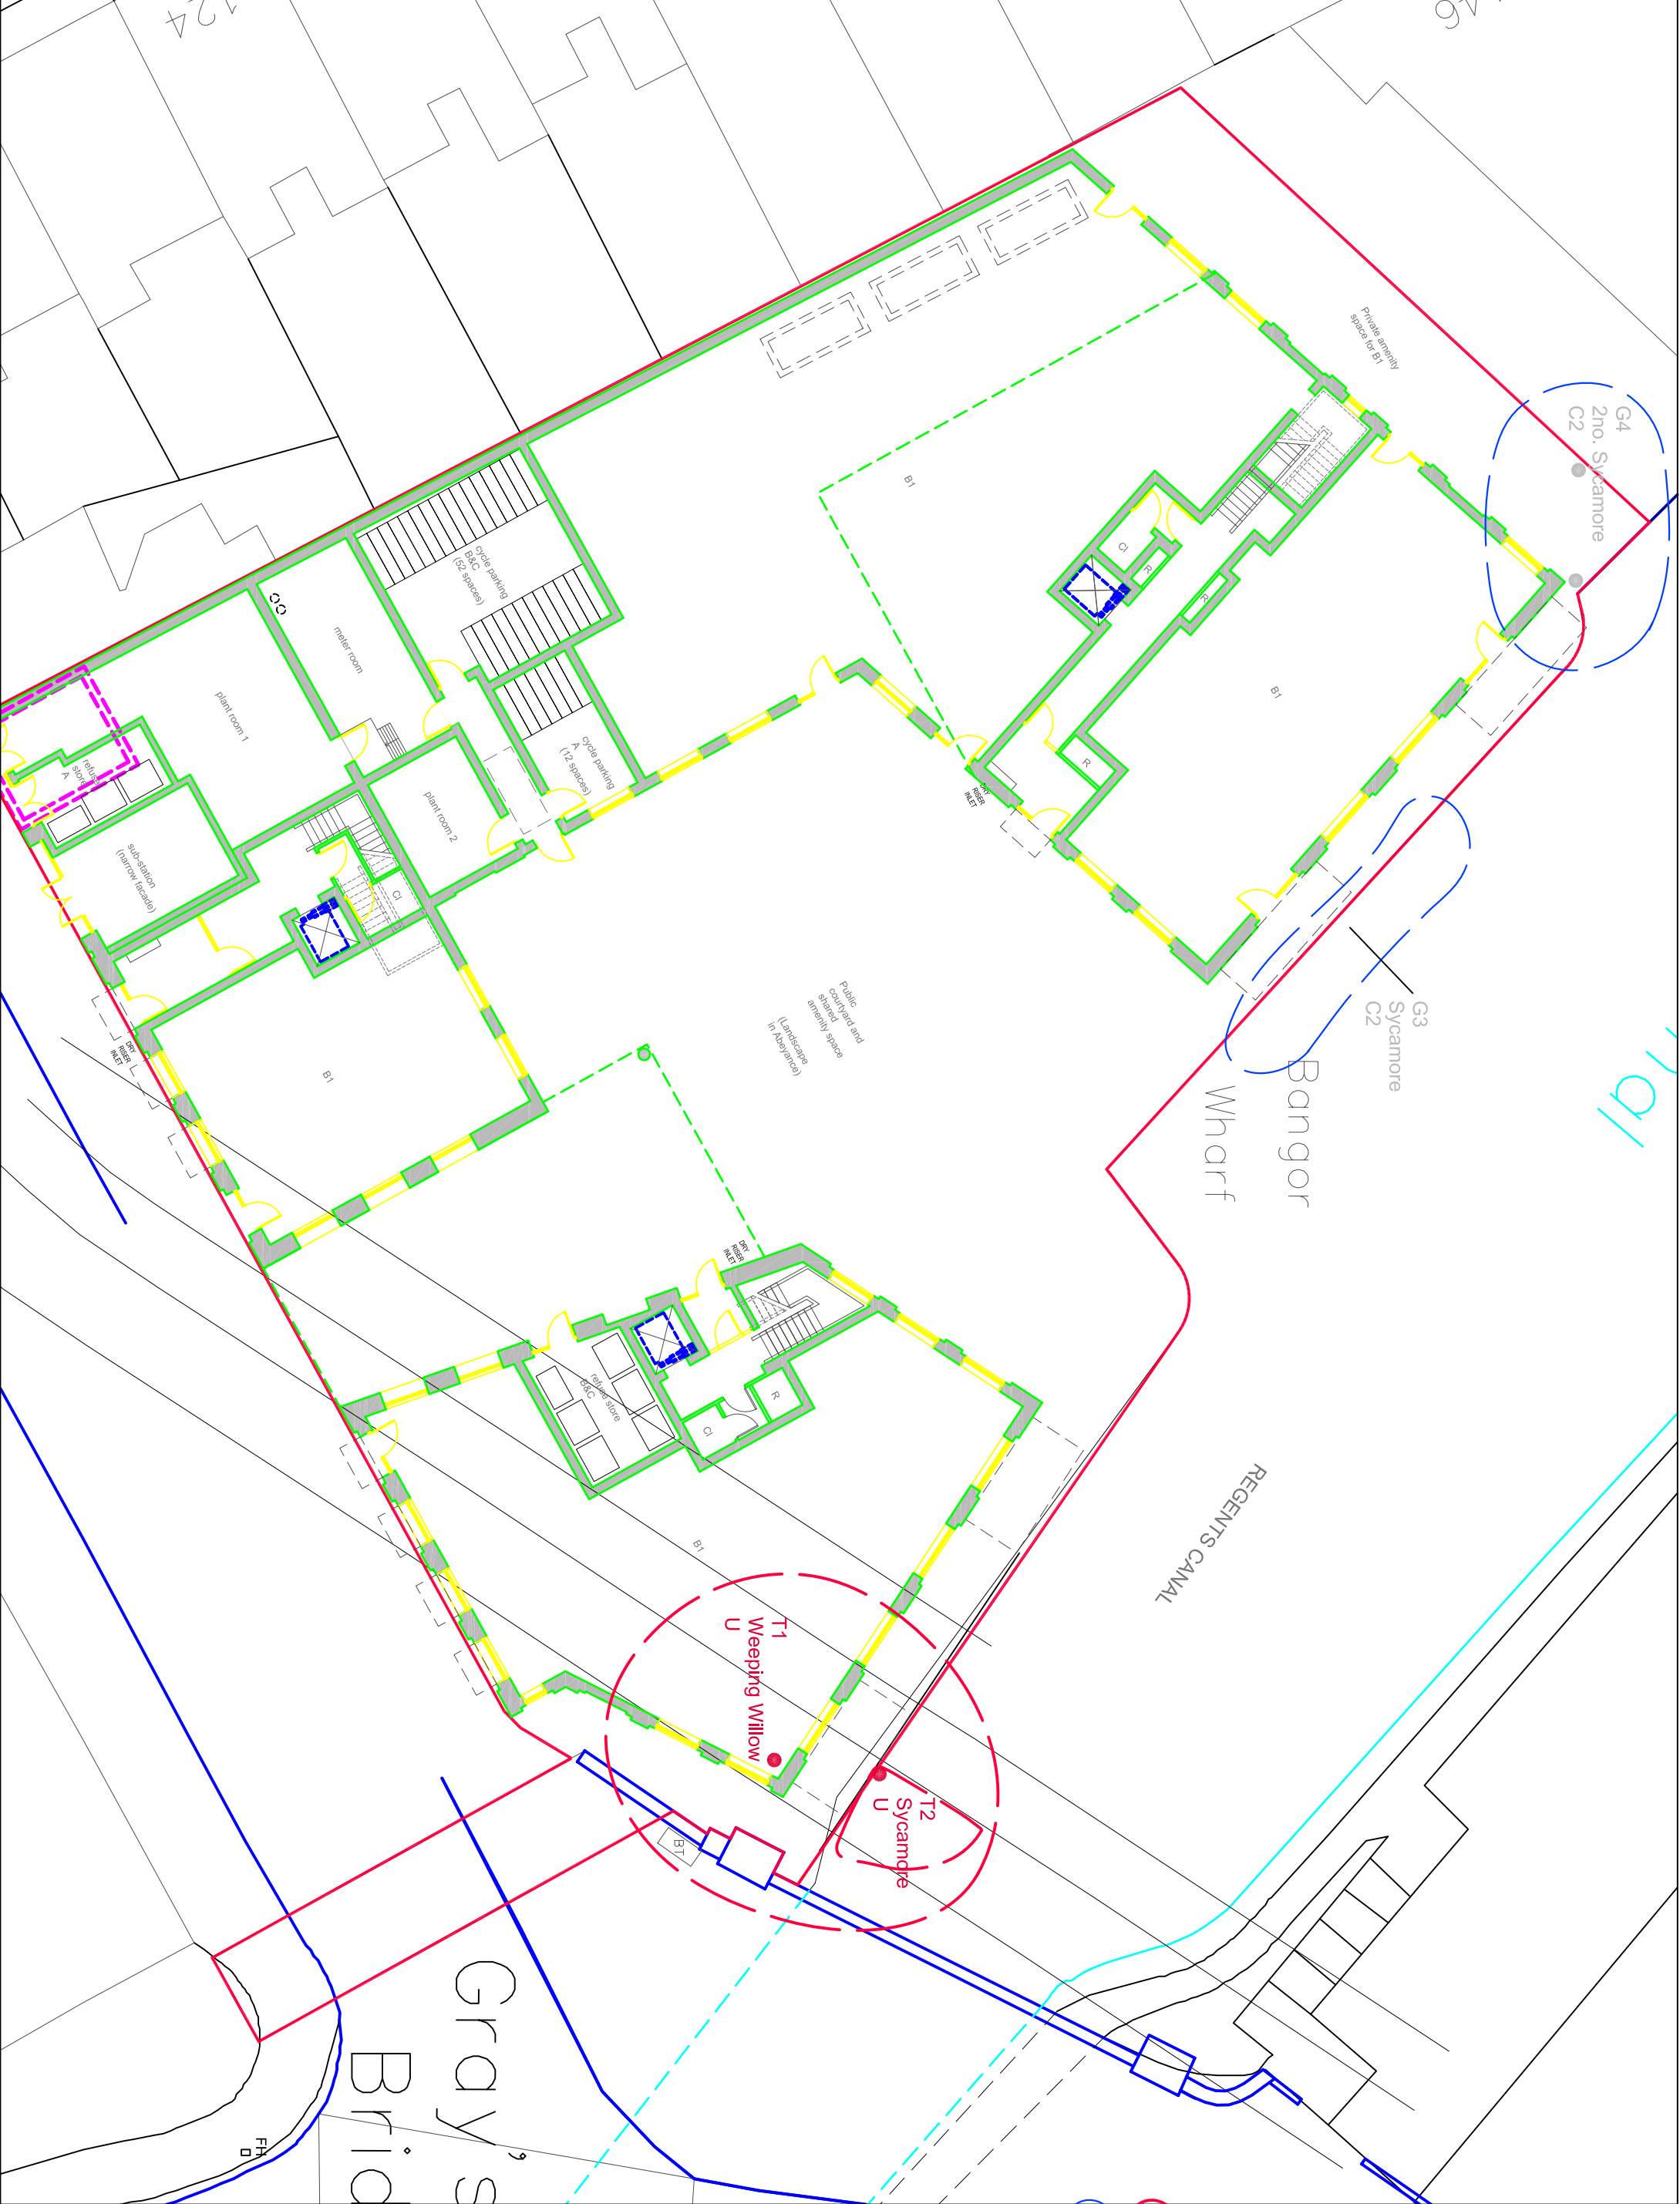 124
46
G4
2no. Sycamore
C2
Private amenity
space for B1
B1
Cl
R
R
B1
R
DRY
RISER
INLET
cycle parking
B&C
(52 spaces)
meter room
cycle parking
A
(12 spaces)
plant room 1
plant room 2
refuse
store
A
sub-station
(narrow facade)
Cl
DRY
RISER
INLET
B1
Public
courtyard and
shared
amenity space
(Landscape
in Abeyance)
G3
Sycamore
C2
Bangor
Wharf
DRY
RISER
INLET
refuse store
B&C
R
Cl
B1
REGENTS CANAL
T1
Weeping Willow
U
T2
Sycamore
U
BT
Gray's
Brid
FH